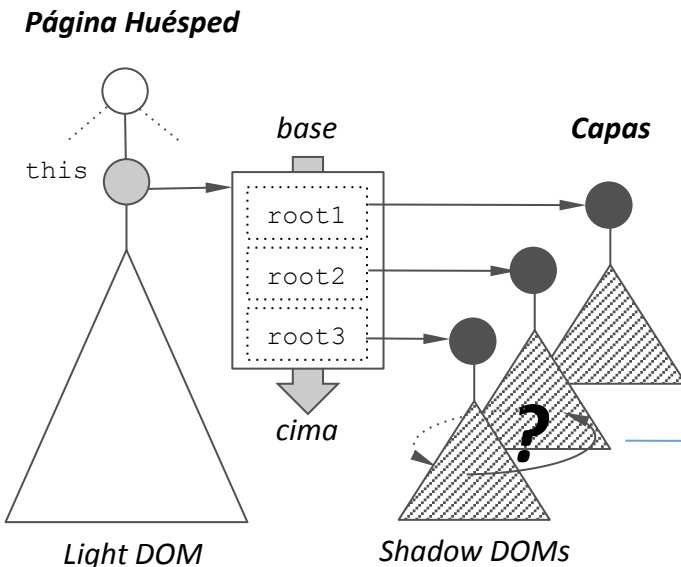 Página Huésped
base
Capas
this
root1
root2
root3
cima
?
Light DOM
Shadow DOMs